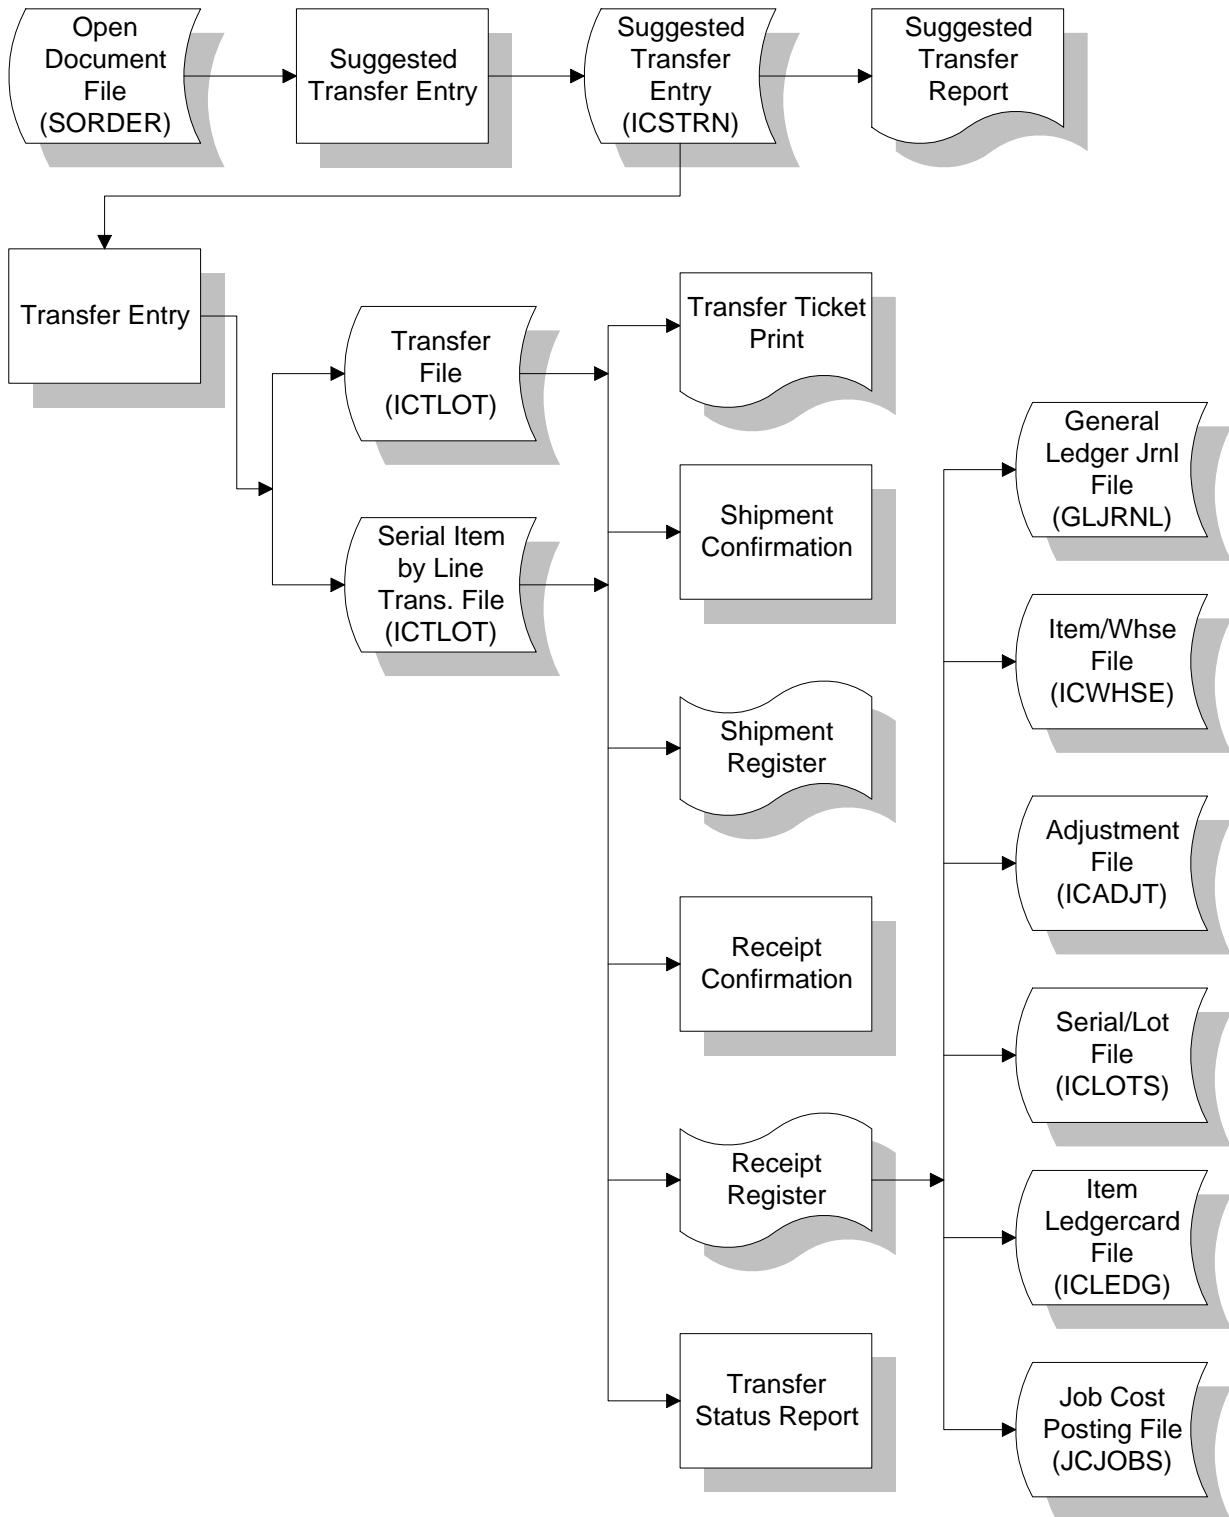 Open
Document
File
(SORDER)
Suggested
Transfer Entry
Suggested
Transfer
Entry
(ICSTRN)
Suggested
Transfer
Report
Transfer Entry
Transfer
File
(ICTLOT)
Serial Item
by Line
Trans. File
(ICTLOT)
Transfer Ticket
Print
Shipment
Confirmation
Shipment
Register
Receipt
Confirmation
Receipt
Register
Transfer
Status Report
General
Ledger Jrnl
File
(GLJRNL)
Item/Whse
File
(ICWHSE)
Adjustment
File
(ICADJT)
Serial/Lot
File
(ICLOTS)
Item
Ledgercard
File
(ICLEDG)
Job Cost
Posting File
(JCJOBS)